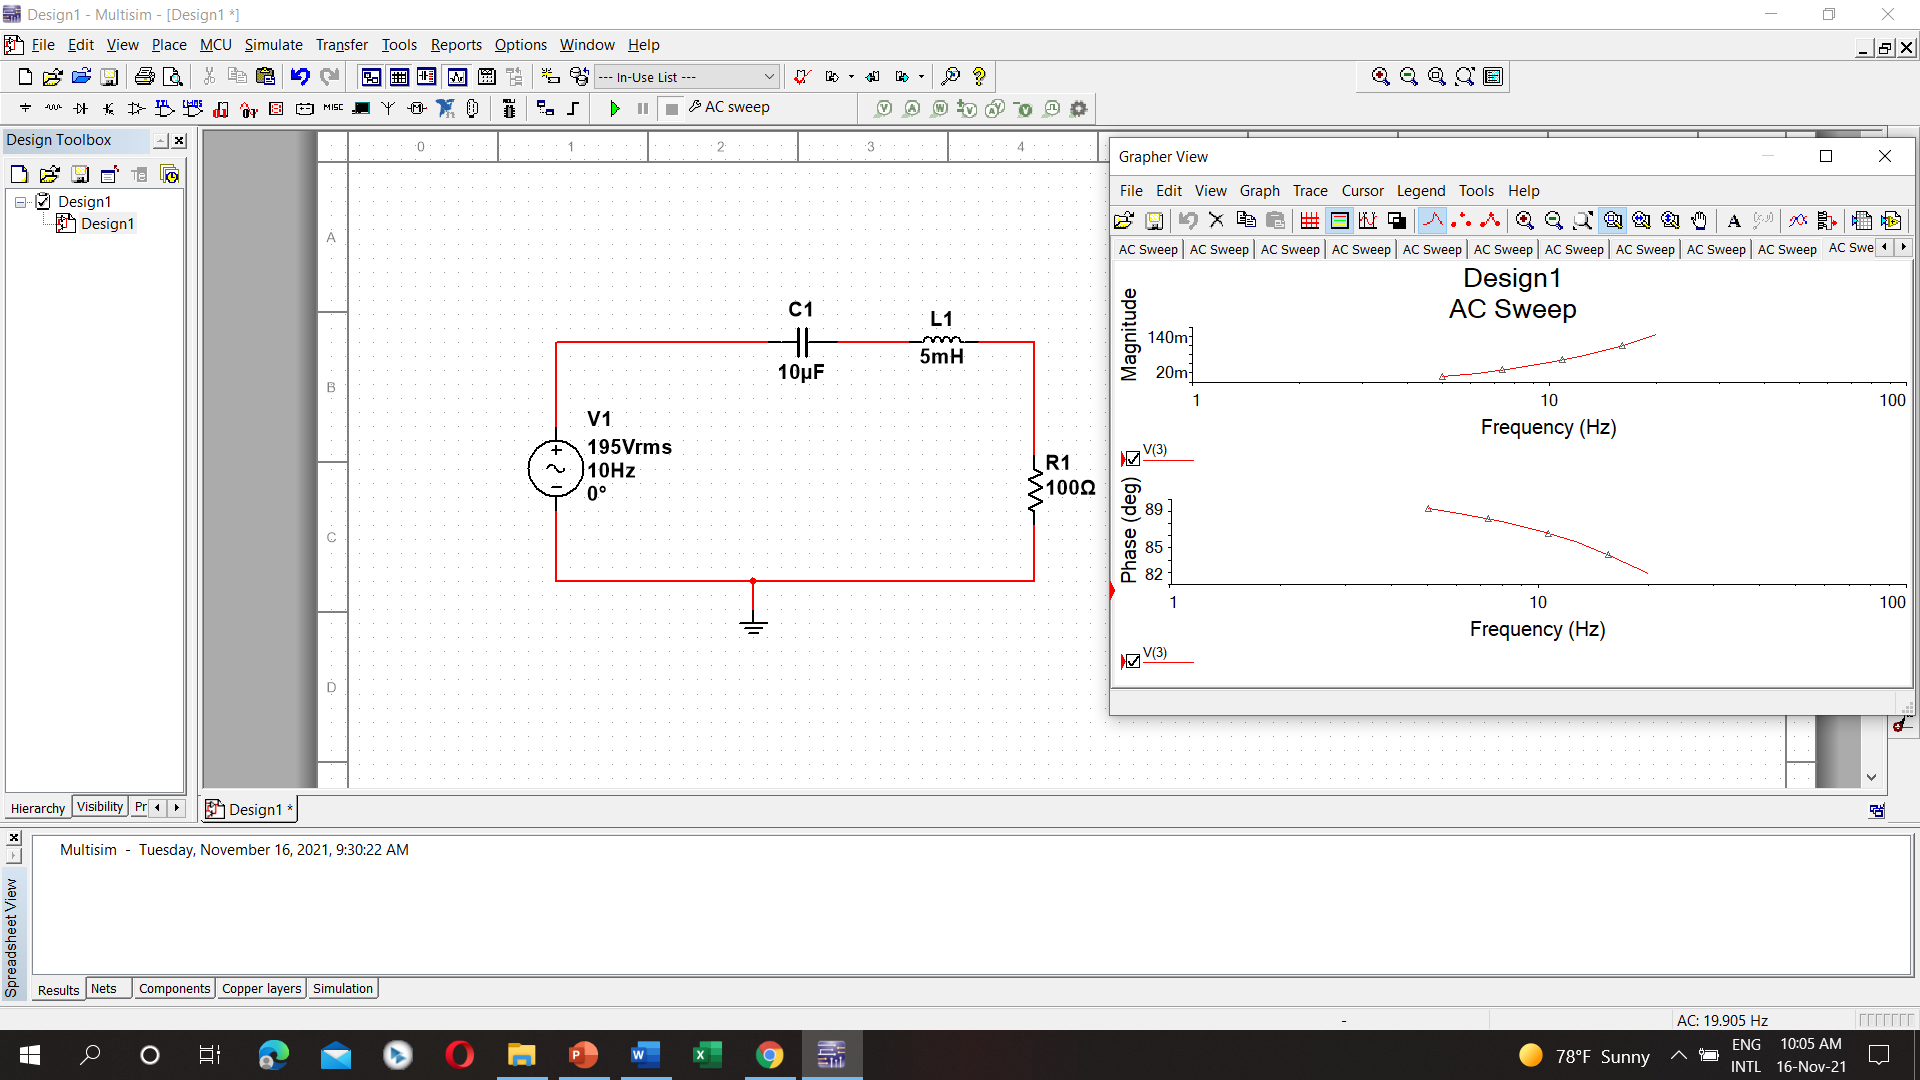 Design1 - Multisim - [Design1 *]
File Edit View Place MCU Simulate Transfer Tools Reports Options Window Help
--- In-Use List ---
MISC
AC sweep
Design Toolbox
Design1
Design1
Hierarchy Visibility Pr
0 1 2 3 4
A
B
C
D
C1
10µF
L1
5mH
V1
195Vrms
10Hz
0°
R1
100Ω
Design1 *
Grapher View
File Edit View Graph Trace Cursor Legend Tools Help
AC Sweep AC Sweep AC Sweep AC Sweep AC Sweep AC Sweep AC Sweep AC Sweep AC Sweep AC Sweep AC Swe
Design1
AC Sweep
Magnitude
140m
20m
1 10 100
Frequency (Hz)
V(3)
Phase (deg)
89
85
82
1 10 100
Frequency (Hz)
V(3)
Spreadsheet View
Multisim - Tuesday, November 16, 2021, 9:30:22 AM
Results Nets Components Copper layers Simulation
- AC: 19.905 Hz
78°F Sunny
ENG
INTL
10:05 AM
16-Nov-21